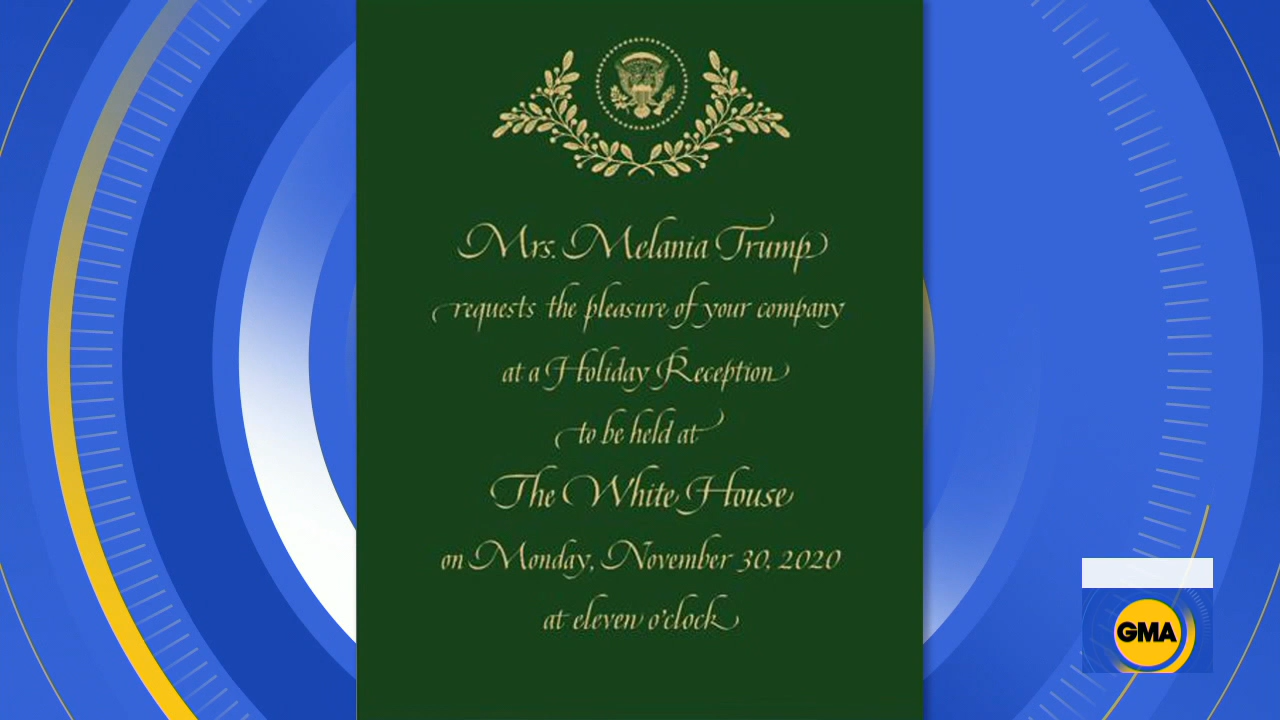 Mrs. Melania Trump
requests the pleasure of your company
at a Holiday Reception
to be held at
The White House
on Monday, November 30, 2020
at eleven o'clock
GMA